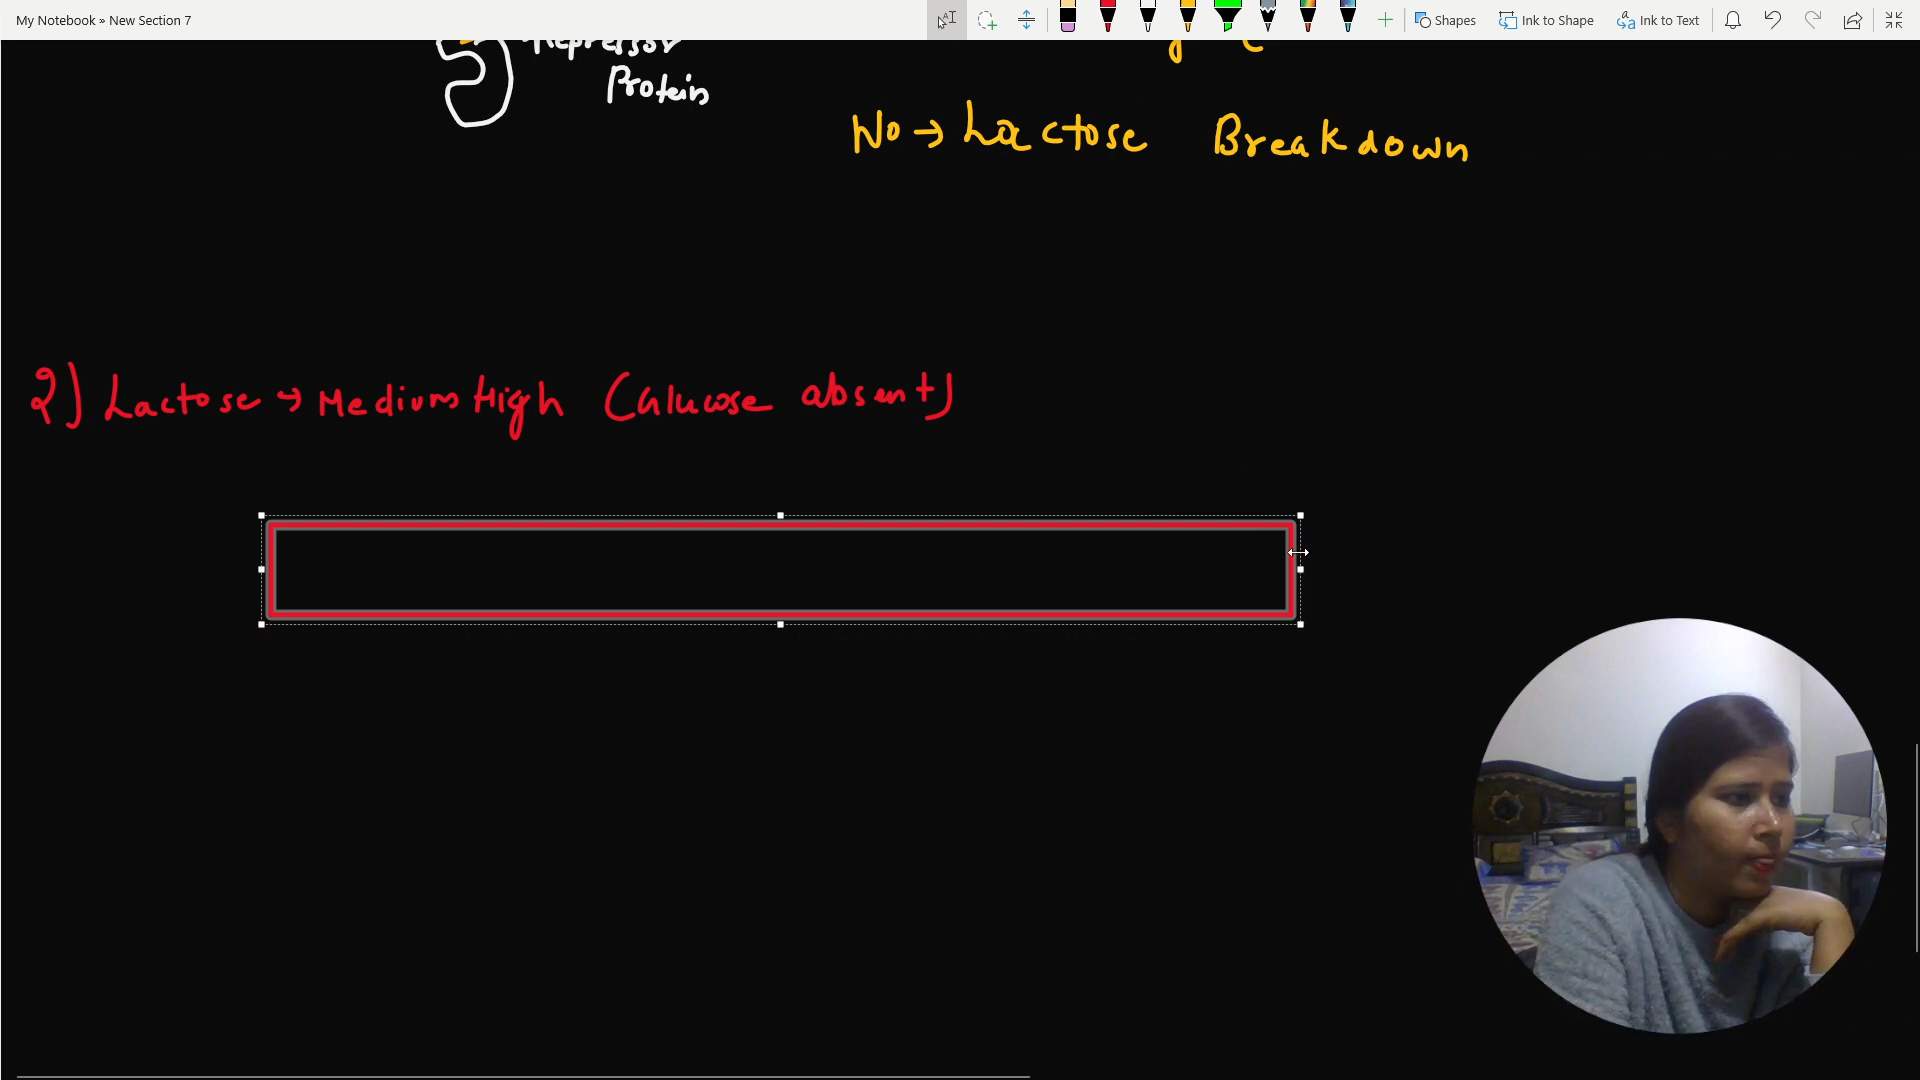 My Notebook » New Section 7
Shapes
Ink to Shape
Ink to Text
Repressor
Protein
No → Lactose Breakdown
2) Lactose → Medium High (Glucose absent)